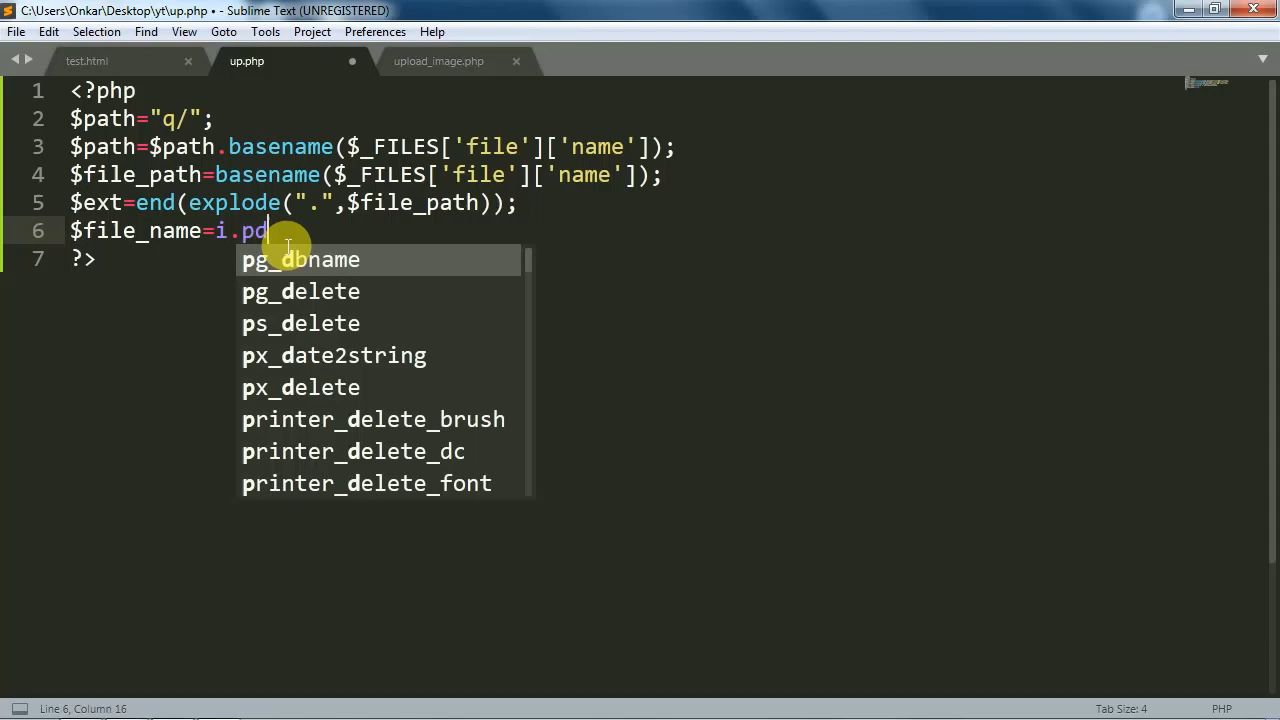 C:\Users\Onkar\Desktop\yt\up.php • - Sublime Text (UNREGISTERED)
File Edit Selection Find View Goto Tools Project Preferences Help
test.html × up.php upload_image.php ×
1 <?php
2 $path="q/";
3 $path=$path.basename($_FILES['file']['name']);
4 $file_path=basename($_FILES['file']['name']);
5 $ext=end(explode(".",$file_path));
6 $file_name=i.pd
7 ?>
pg_dbname
pg_delete
ps_delete
px_date2string
px_delete
printer_delete_brush
printer_delete_dc
printer_delete_font
Line 6, Column 16 Tab Size: 4 PHP